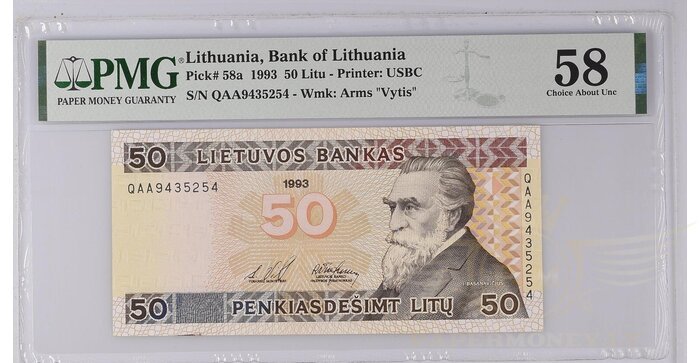 PMG
PAPER MONEY GUARANTY
Lithuania, Bank of Lithuania
Pick# 58a 1993 50 Litu - Printer: USBC
S/N QAA9435254 - Wmk: Arms "Vytis"
58
Choice About Unc
50 LIETUVOS BANKAS
QAA9435254
1993
50
QAA9435254
50 PENKIASDEŠIMT LITŲ 50